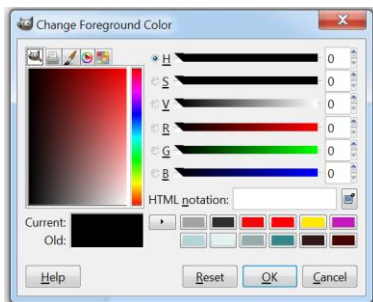 Change Foreground Color
H 0
S 0
V 0
R 0
G 0
B 0
HTML notation:
Current:
Old:
Help Reset OK Cancel